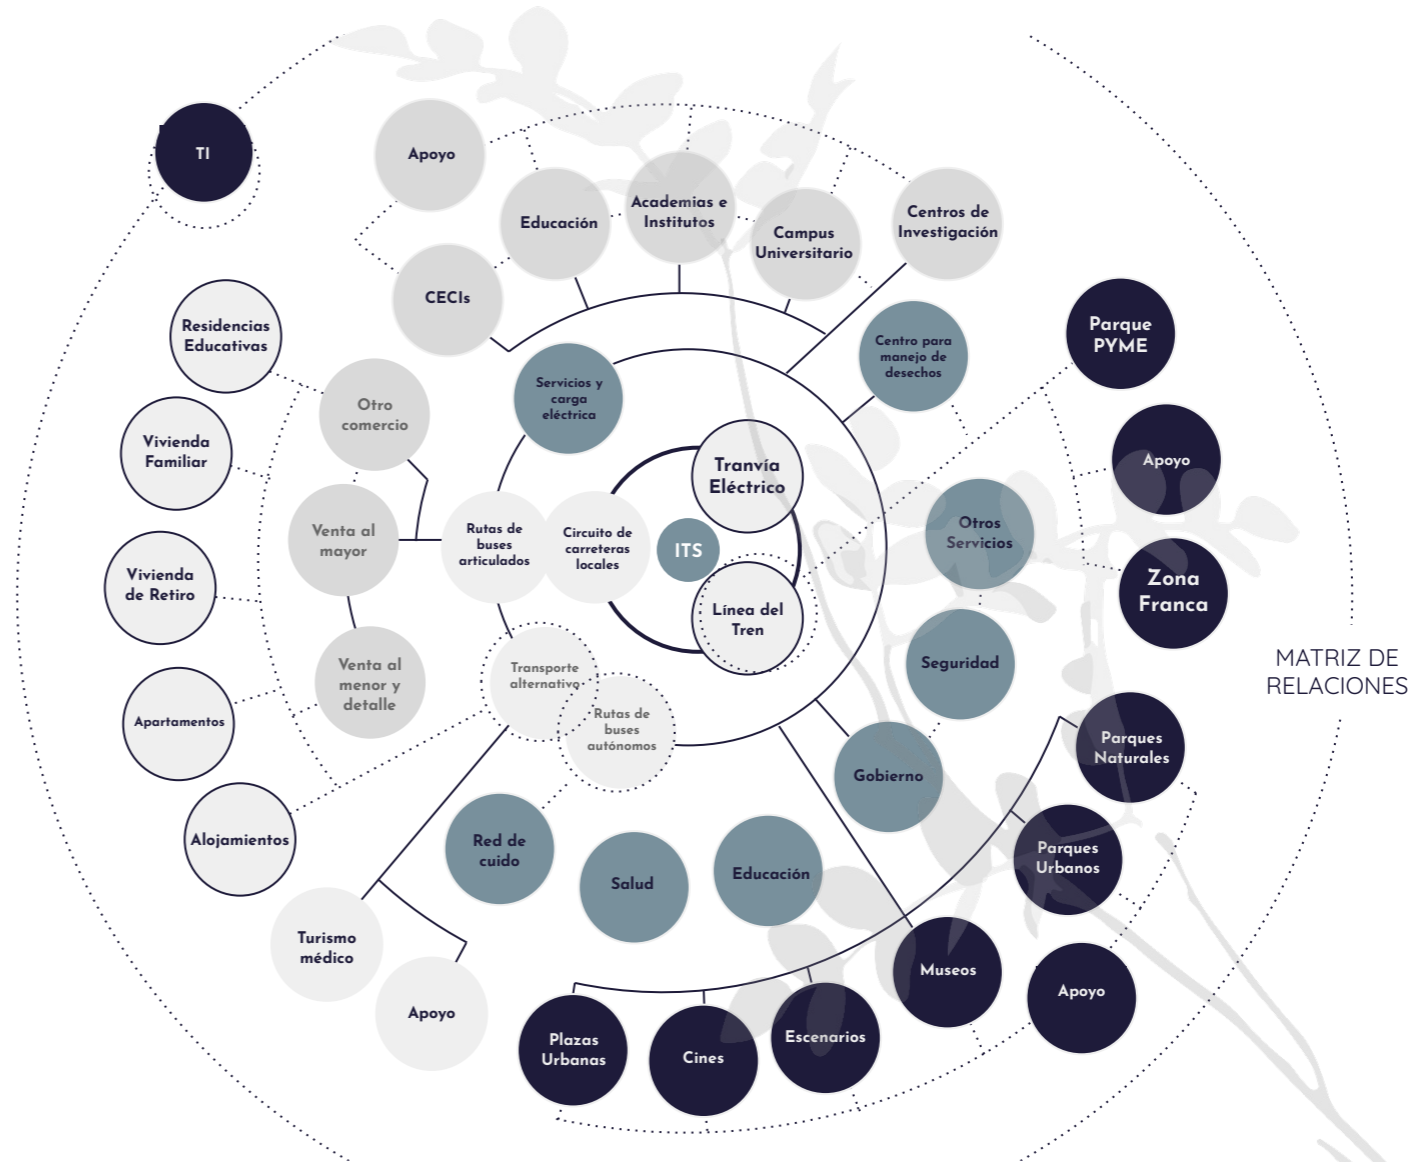 TI
Apoyo
Educación
Academias e
Institutos
Campus
Universitario
Centros de
Investigación
CECIs
Residencias
Educativas
Otro
comercio
Servicios y
carga
eléctrica
Centro para
manejo de
desechos
Parque
PYME
Vivienda
Familiar
Tranvía
Eléctrico
Apoyo
Venta al
mayor
Rutas de
buses
articulados
Circuito de
carreteras
locales
ITS
Otros
Servicios
Vivienda
de Retiro
Línea del
Tren
Zona
Franca
Venta al
menor y
detalle
Transporte
alternativo
Seguridad
MATRIZ DE
RELACIONES
Apartamentos
Rutas de
buses
autónomos
Gobierno
Parques
Naturales
Alojamientos
Red de
cuido
Salud
Educación
Parques
Urbanos
Turismo
médico
Apoyo
Plazas
Urbanas
Cines
Escenarios
Museos
Apoyo